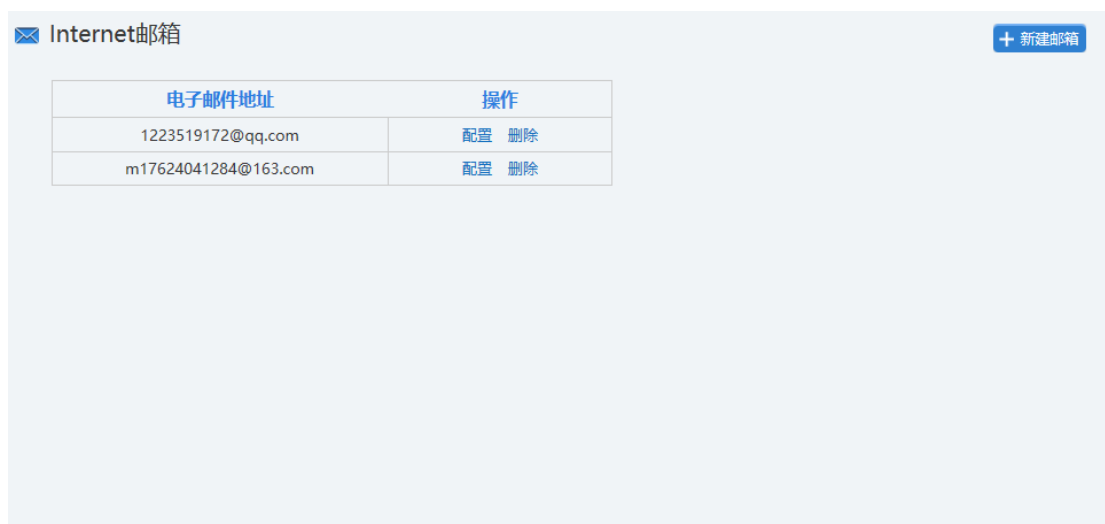 Internet邮箱
新建邮箱
电子邮件地址 操作
1223519172@qq.com 配置 删除
m17624041284@163.com 配置 删除